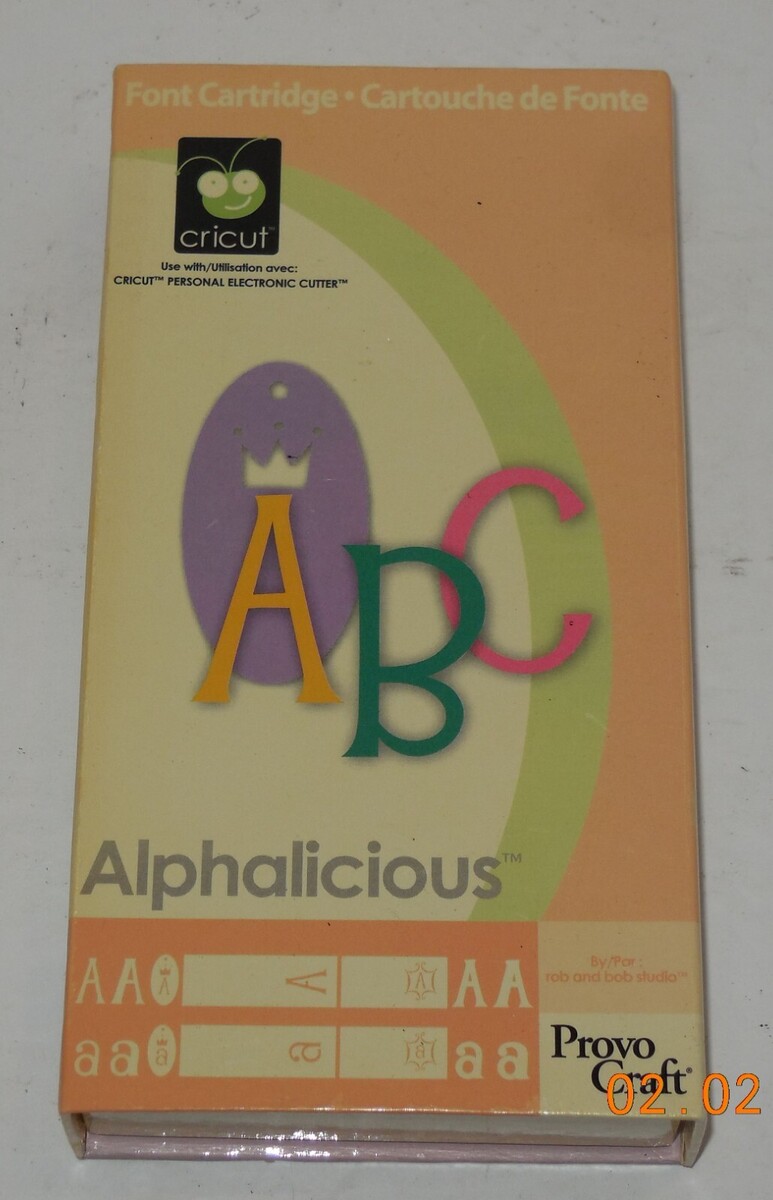 Font Cartridge • Cartouche de Fonte
cricut™
Use with/Utilisation avec:
CRICUT™ PERSONAL ELECTRONIC CUTTER™
A
ABC
Alphalicious™
A A A A A A A
a a a a a a a
By/Par :
rob and bob studio™
Provo
Craft®
02.02